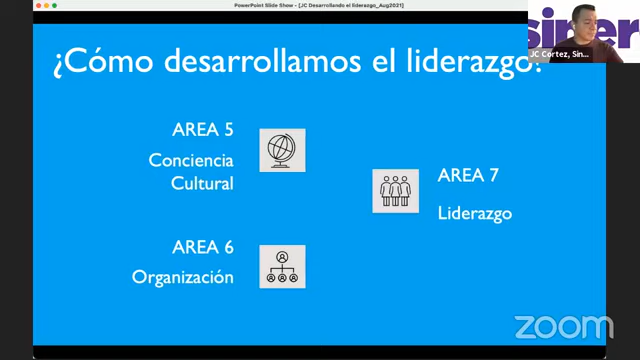 PowerPoint Slide Show - [JC Desarrollando el liderazgo_Aug2021]
siner
JC Cortez, Sin...
¿Cómo desarrollamos el liderazgo?
AREA 5
Conciencia
Cultural
AREA 6
Organización
AREA 7
Liderazgo
zoom